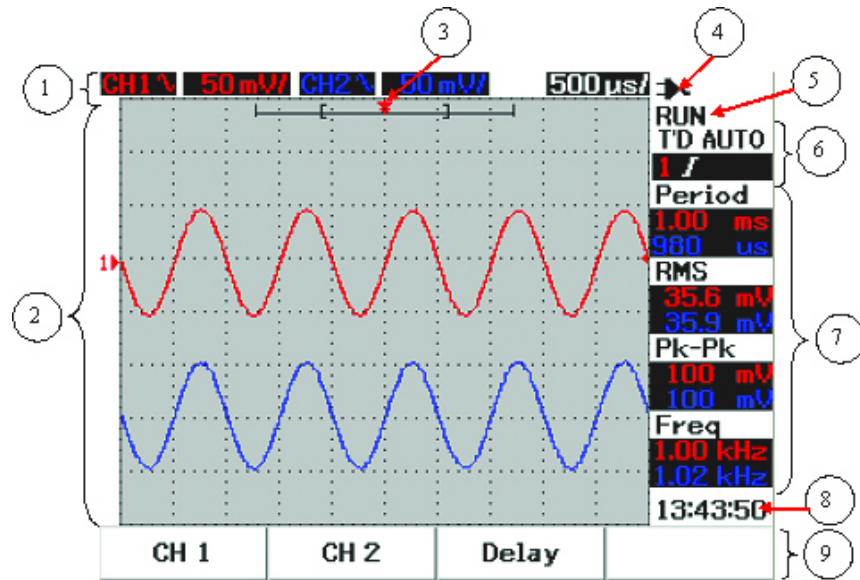 3
4
1
CH1 50 mV/ CH2 50 mV/ 500 µs/
5
RUN
T'D AUTO
6
1
Period
1.00 ms
980 us
1
RMS
35.6 mV
35.9 mV
2
7
Pk-Pk
100 mV
100 mV
Freq
1.00 kHz
1.02 kHz
13:43:50
8
CH 1 CH 2 Delay
9